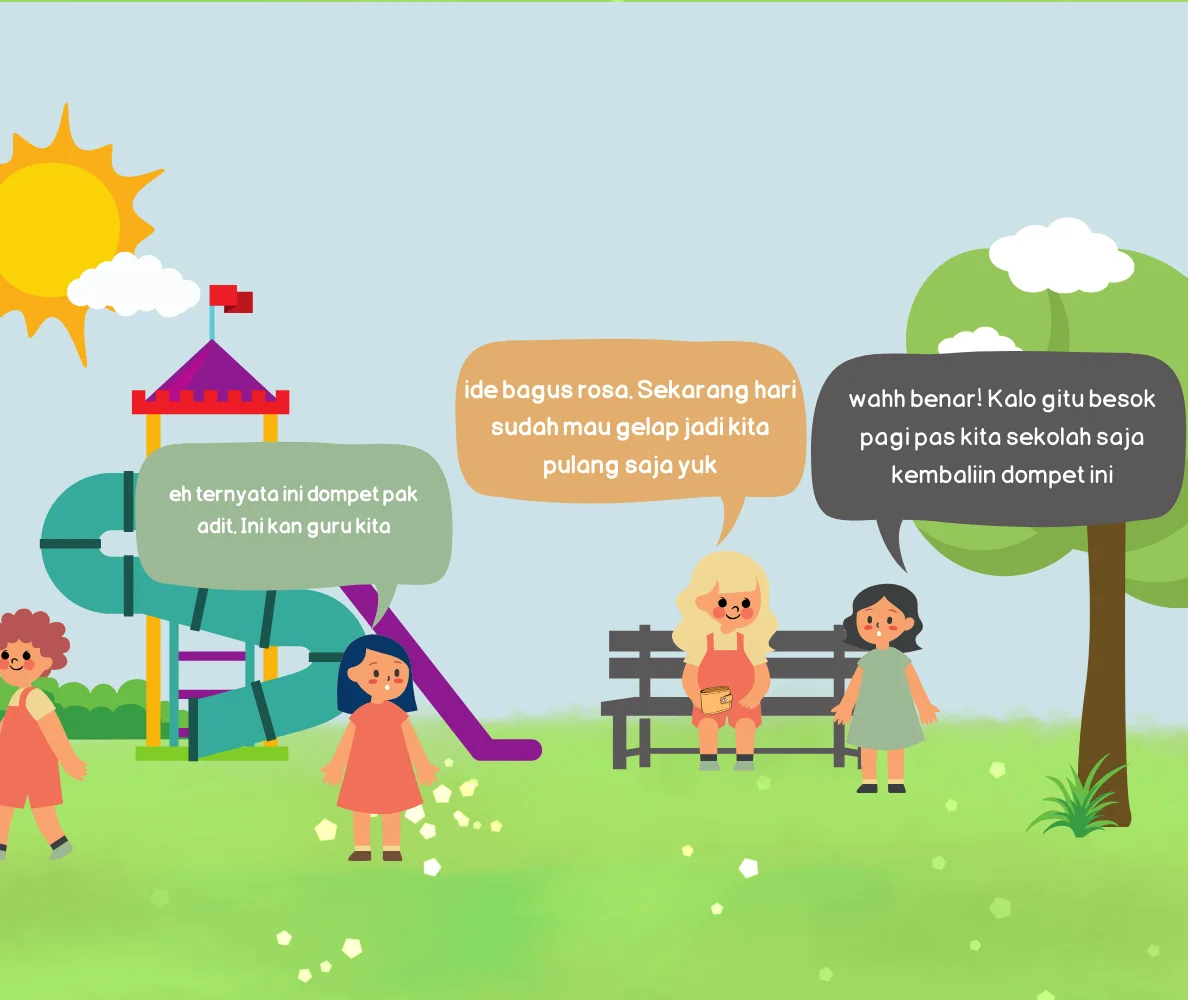 eh ternyata ini dompet pak
adit. Ini kan guru kita
ide bagus rosa. Sekarang hari
sudah mau gelap jadi kita
pulang saja yuk
wahh benar! Kalo gitu besok
pagi pas kita sekolah saja
kembaliin dompet ini